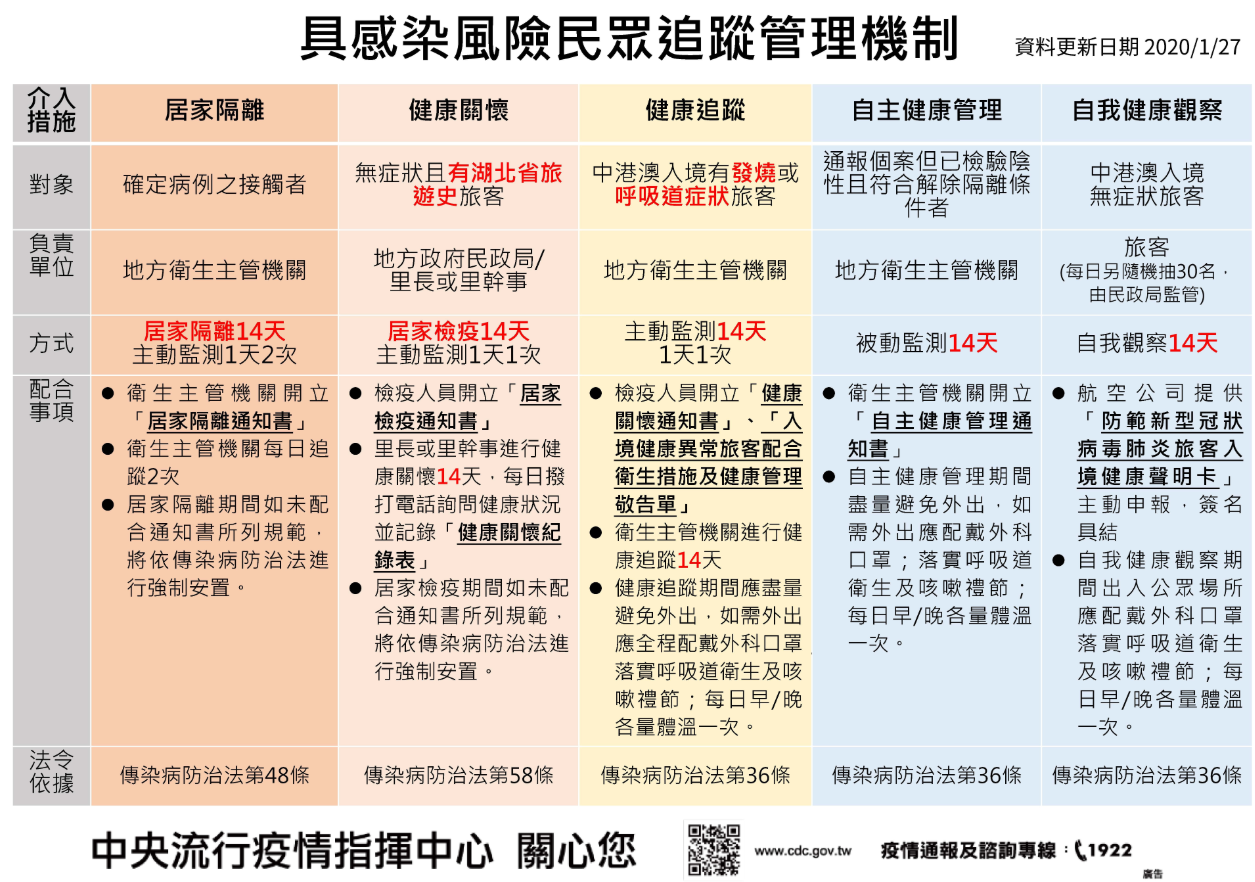 具感染風險民眾追蹤管理機制
資料更新日期 2020/1/27
介入
措施
居家隔離
健康關懷
健康追蹤
自主健康管理
自我健康觀察
對象
確定病例之接觸者
無症狀且有湖北省旅
遊史旅客
中港澳入境有發燒或
呼吸道症狀旅客
通報個案但已檢驗陰
性且符合解除隔離條
件者
中港澳入境
無症狀旅客
負責
單位
地方衛生主管機關
地方政府民政局/
里長或里幹事
地方衛生主管機關
地方衛生主管機關
旅客
(每日另隨機抽30名，
由民政局監管)
方式
居家隔離14天
主動監測1天2次
居家檢疫14天
主動監測1天1次
主動監測14天
1天1次
被動監測14天
自我觀察14天
配合
事項
● 衛生主管機關開立
「居家隔離通知書」
● 衛生主管機關每日追
蹤2次
● 居家隔離期間如未配
合通知書所列規範，
將依傳染病防治法進
行強制安置。
● 檢疫人員開立「居家
檢疫通知書」
● 里長或里幹事進行健
康關懷14天，每日撥
打電話詢問健康狀況
並記錄「健康關懷紀
錄表」
● 居家檢疫期間如未配
合通知書所列規範，
將依傳染病防治法進
行強制安置。
● 檢疫人員開立「健康
關懷通知書」、「入
境健康異常旅客配合
衛生措施及健康管理
敬告單」
● 衛生主管機關進行健
康追蹤14天
● 健康追蹤期間應盡量
避免外出，如需外出
應全程配戴外科口罩
落實呼吸道衛生及咳
嗽禮節；每日早/晚
各量體溫一次。
● 衛生主管機關開立
「自主健康管理通
知書」
● 自主健康管理期間
盡量避免外出，如
需外出應配戴外科
口罩；落實呼吸道
衛生及咳嗽禮節；
每日早/晚各量體溫
一次。
● 航空公司提供
「防範新型冠狀
病毒肺炎旅客入
境健康聲明卡」
主動申報，簽名
具結
● 自我健康觀察期
間出入公眾場所
應配戴外科口罩
落實呼吸道衛生
及咳嗽禮節；每
日早/晚各量體溫
一次。
法令
依據
傳染病防治法第48條
傳染病防治法第58條
傳染病防治法第36條
傳染病防治法第36條
傳染病防治法第36條
中央流行疫情指揮中心 關心您
www.cdc.gov.tw
疫情通報及諮詢專線：1922
廣告